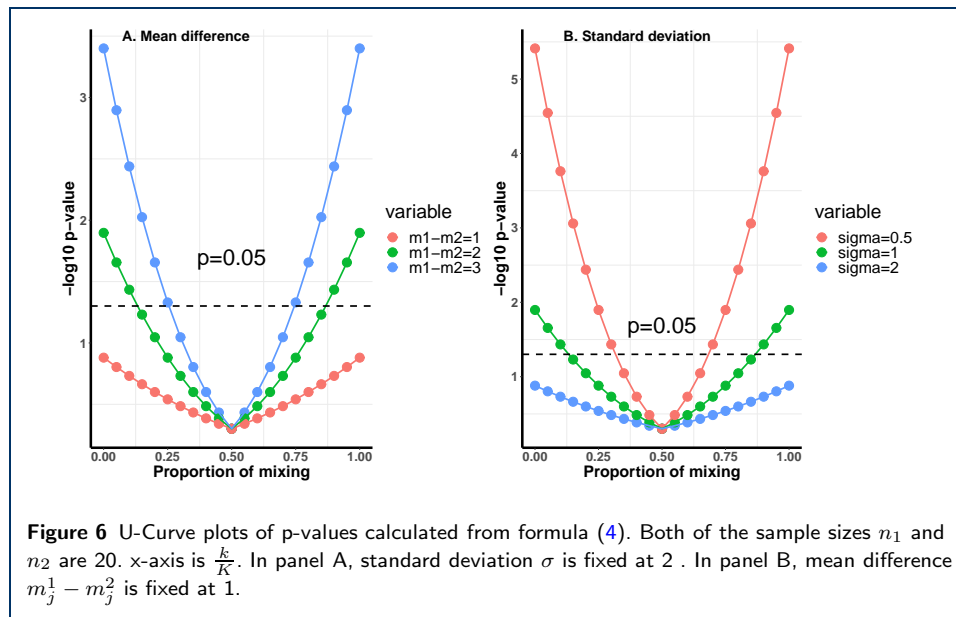 A. Mean difference
3
2
1
−log10 p−value
p=0.05
0.00 0.25 0.50 0.75 1.00
Proportion of mixing
variable
m1−m2=1
m1−m2=2
m1−m2=3
B. Standard deviation
5
4
3
2
1
−log10 p−value
p=0.05
0.00 0.25 0.50 0.75 1.00
Proportion of mixing
variable
sigma=0.5
sigma=1
sigma=2
Figure 6 U-Curve plots of p-values calculated from formula (4). Both of the sample sizes n₁ and
n₂ are 20. x-axis is k/K. In panel A, standard deviation σ is fixed at 2 . In panel B, mean difference
m_j^1 − m_j^2 is fixed at 1.